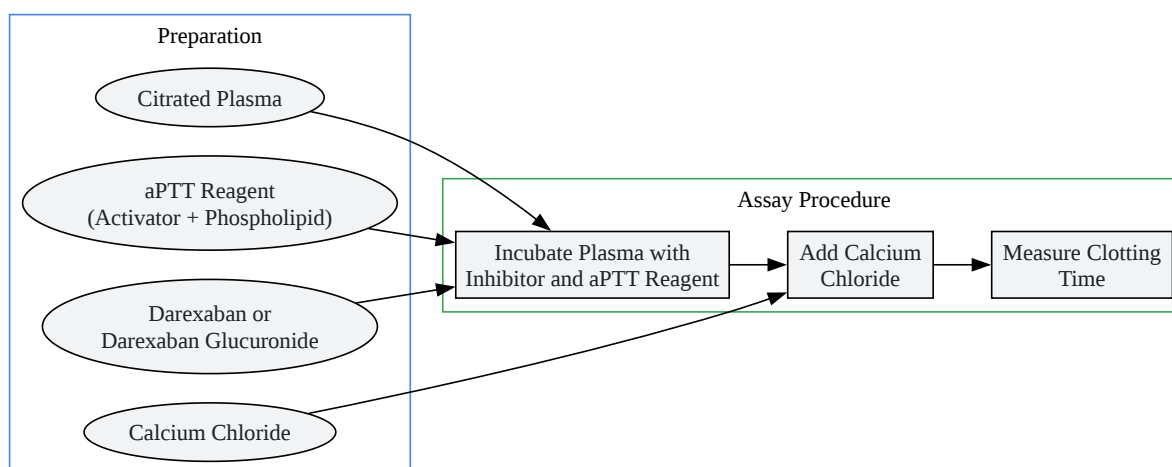 Preparation
Citrated Plasma
aPTT Reagent
(Activator + Phospholipid)
Darexaban or
Darexaban Glucuronide
Calcium Chloride
Assay Procedure
Incubate Plasma with
Inhibitor and aPTT Reagent
Add Calcium
Chloride
Measure Clotting
Time